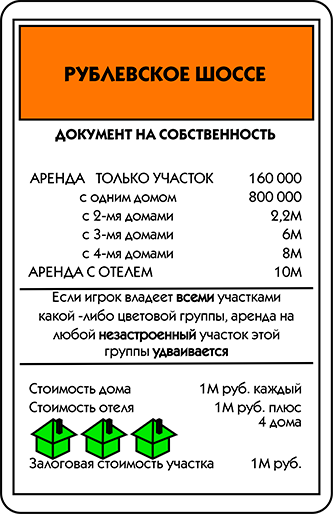 РУБЛЕВСКОЕ ШОССЕ
ДОКУМЕНТ НА СОБСТВЕННОСТЬ
АРЕНДА ТОЛЬКО УЧАСТОК 160 000
с одним домом 800 000
с 2-мя домами 2,2М
с 3-мя домами 6М
с 4-мя домами 8М
АРЕНДА С ОТЕЛЕМ 10М
Если игрок владеет всеми участками
какой -либо цветовой группы, аренда на
любой незастроенный участок этой
группы удваивается
Стоимость дома 1М руб. каждый
Стоимость отеля 1М руб. плюс
4 дома
Залоговая стоимость участка 1М руб.